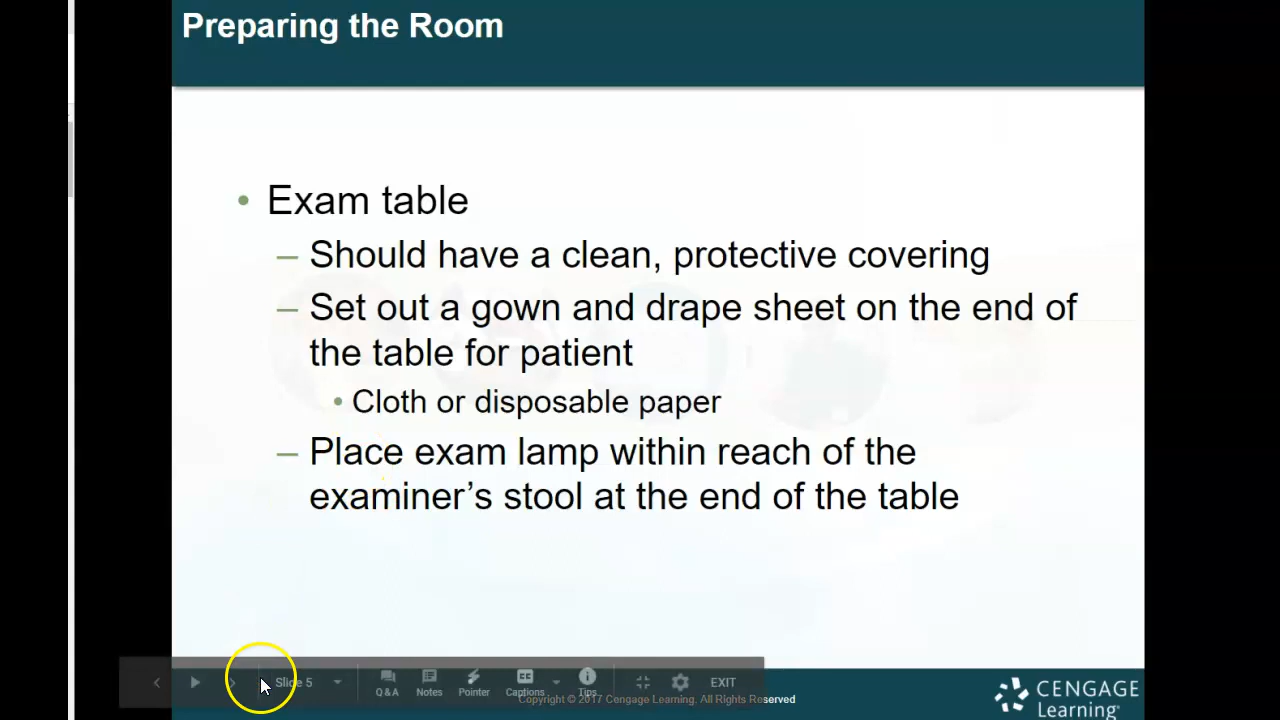 Preparing the Room
• Exam table
– Should have a clean, protective covering
– Set out a gown and drape sheet on the end of
the table for patient
• Cloth or disposable paper
– Place exam lamp within reach of the
examiner’s stool at the end of the table
Slide 5
Q & A
Notes
Pointer
Captions
Tips
EXIT
Copyright © 2017 Cengage Learning. All Rights Reserved
CENGAGE
Learning